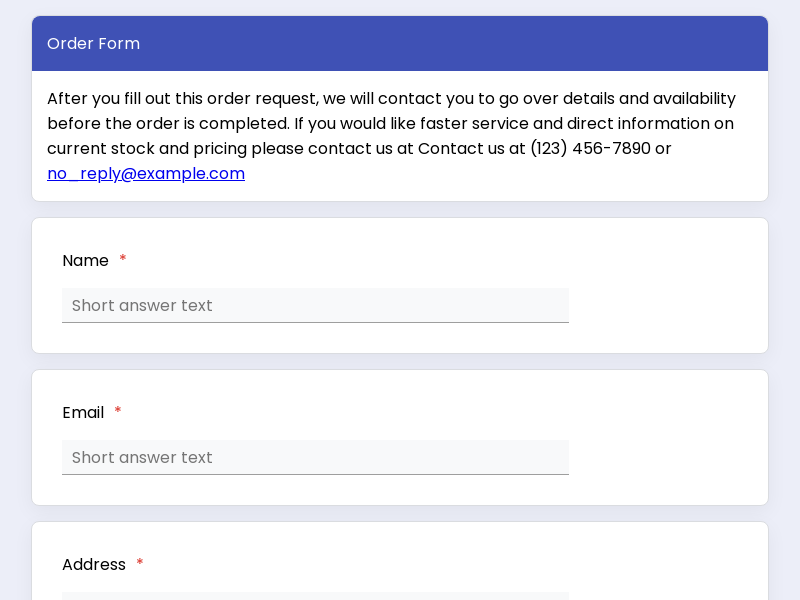 Order Form
After you fill out this order request, we will contact you to go over details and availability
before the order is completed. If you would like faster service and direct information on
current stock and pricing please contact us at Contact us at (123) 456-7890 or
no_reply@example.com
Name *
Short answer text
Email *
Short answer text
Address *